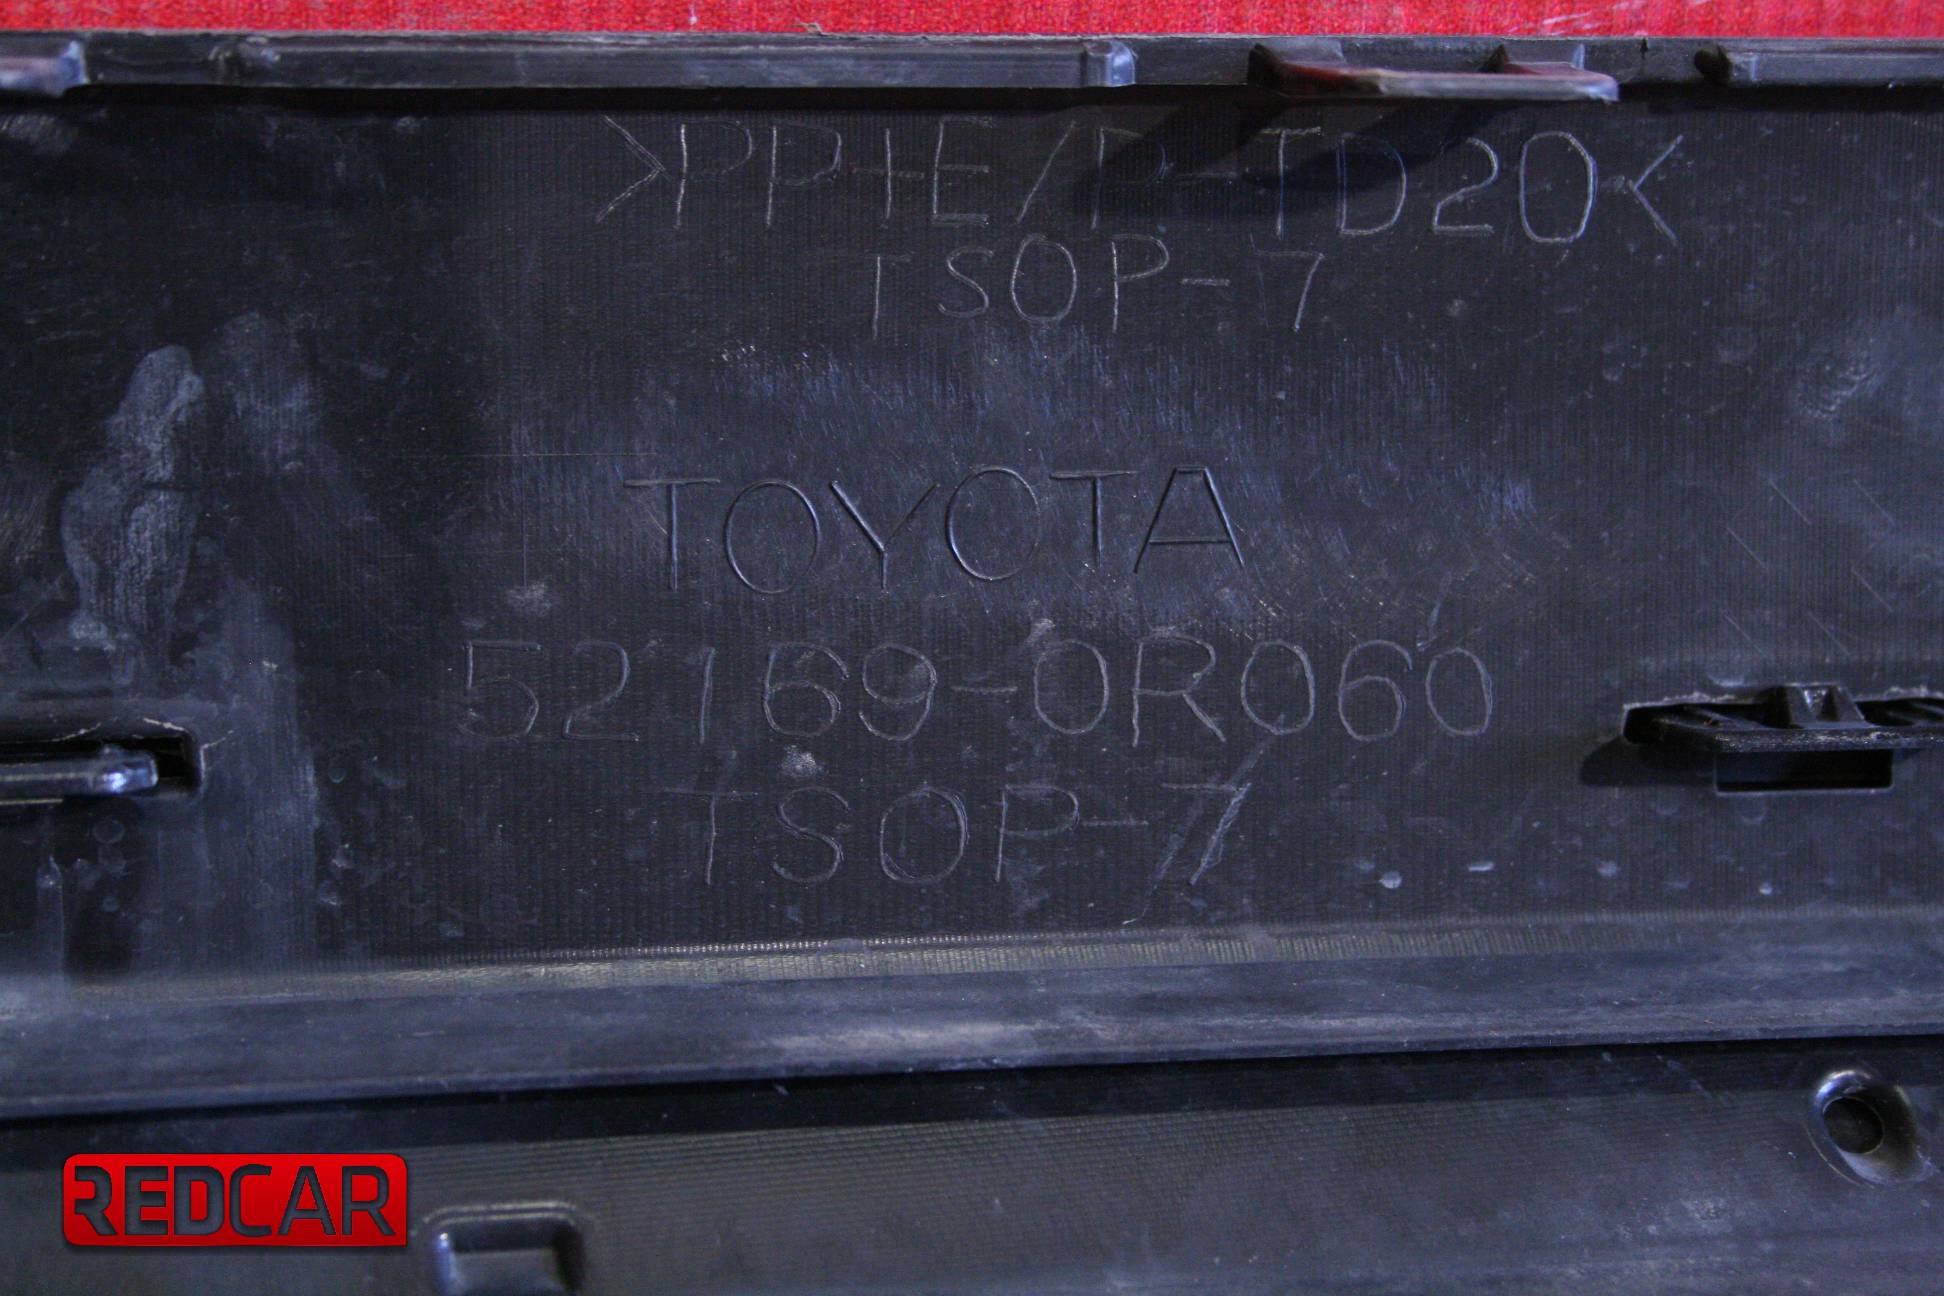 >PP+E/P-TD20<
TSOP-7
TOYOTA
52169-0R060
TSOP-7
REDCAR